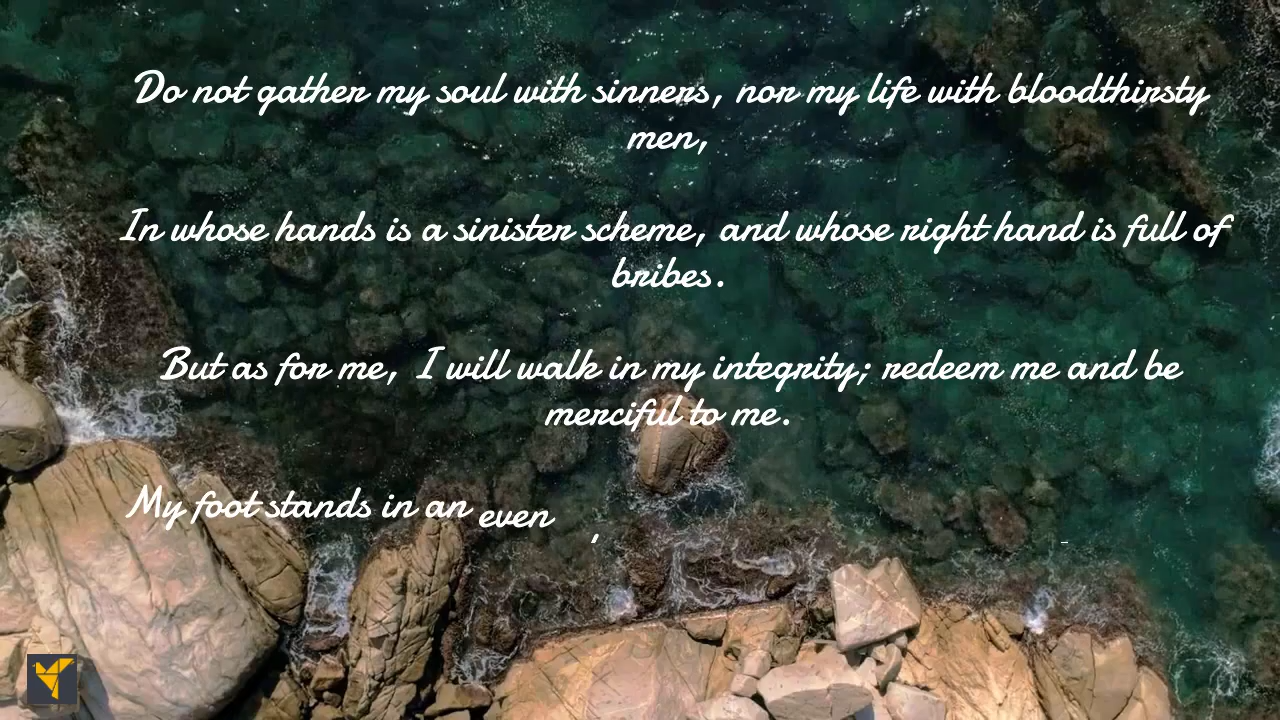 Do not gather my soul with sinners, nor my life with bloodthirsty
men,
In whose hands is a sinister scheme, and whose right hand is full of
bribes.
But as for me, I will walk in my integrity; redeem me and be
merciful to me.
My foot stands in an even